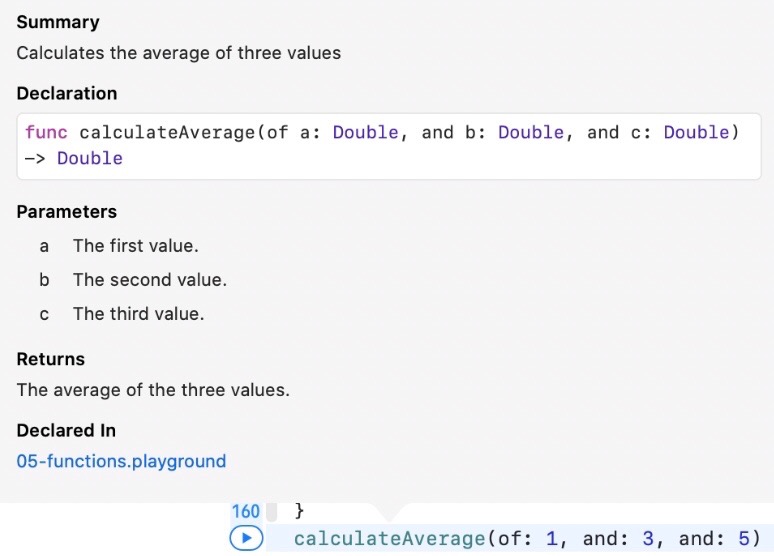 Summary
Calculates the average of three values
Declaration
func calculateAverage(of a: Double, and b: Double, and c: Double)
-> Double
Parameters
a The first value.
b The second value.
c The third value.
Returns
The average of the three values.
Declared In
05-functions.playground
160 }
calculateAverage(of: 1, and: 3, and: 5)